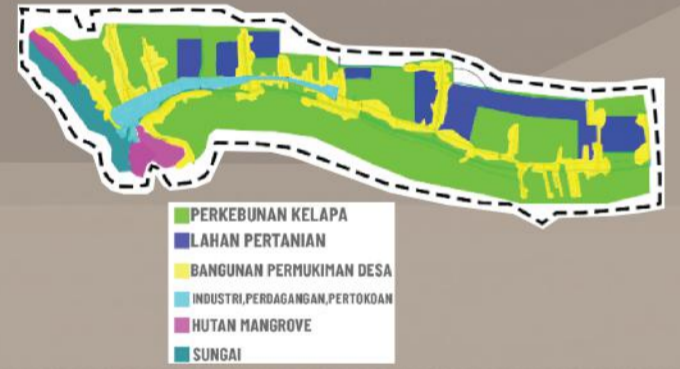 PERKEBUNAN KELAPA
LAHAN PERTANIAN
BANGUNAN PERMUKIMAN DESA
INDUSTRI,PERDAGANGAN,PERTOKOAN
HUTAN MANGROVE
SUNGAI